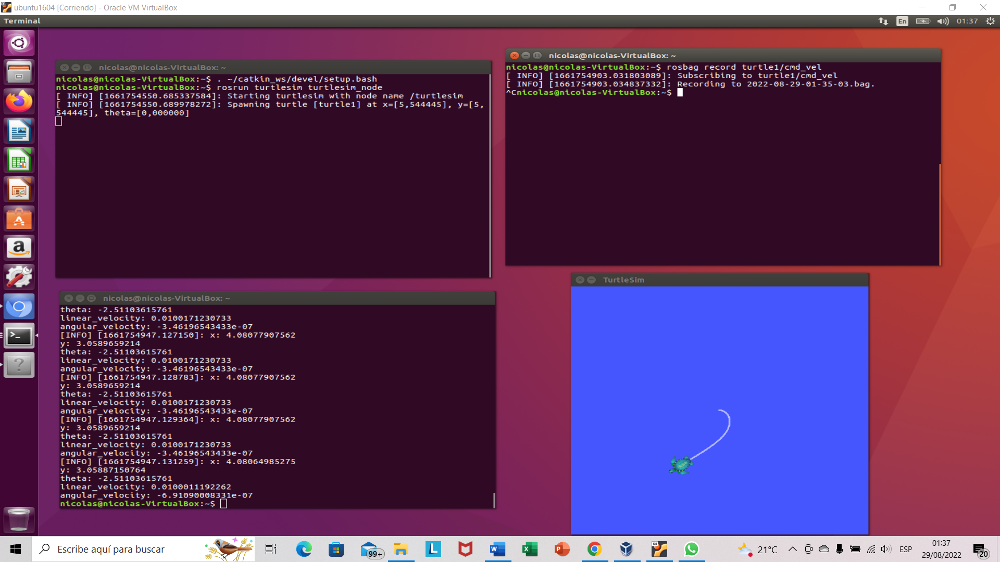 ubuntu1604 [Corriendo] - Oracle VM VirtualBox
Terminal
En
01:37
nicolas@nicolas-VirtualBox: ~
nicolas@nicolas-VirtualBox:~$ . ~/catkin_ws/devel/setup.bash
nicolas@nicolas-VirtualBox:~$ rosrun turtlesim turtlesim_node
[ INFO] [1661754550.685337584]: Starting turtlesim with node name /turtlesim
[ INFO] [1661754550.689978272]: Spawning turtle [turtle1] at x=[5,544445], y=[5,
544445], theta=[0,000000]
nicolas@nicolas-VirtualBox: ~
nicolas@nicolas-VirtualBox:~$ rosbag record turtle1/cmd_vel
[ INFO] [1661754903.031803089]: Subscribing to turtle1/cmd_vel
[ INFO] [1661754903.034837332]: Recording to 2022-08-29-01-35-03.bag.
^Cnicolas@nicolas-VirtualBox:~$
nicolas@nicolas-VirtualBox: ~
theta: -2.51103615761
linear_velocity: 0.0100171230733
angular_velocity: -3.46196543433e-07
[INFO] [1661754947.127150]: x: 4.08077907562
y: 3.0589659214
theta: -2.51103615761
linear_velocity: 0.0100171230733
angular_velocity: -3.46196543433e-07
[INFO] [1661754947.128783]: x: 4.08077907562
y: 3.0589659214
theta: -2.51103615761
linear_velocity: 0.0100171230733
angular_velocity: -3.46196543433e-07
[INFO] [1661754947.129364]: x: 4.08077907562
y: 3.0589659214
theta: -2.51103615761
linear_velocity: 0.0100171230733
angular_velocity: -3.46196543433e-07
[INFO] [1661754947.131259]: x: 4.08064985275
y: 3.05887150764
theta: -2.51103615761
linear_velocity: 0.0100011192262
angular_velocity: -6.91090008331e-07
nicolas@nicolas-VirtualBox:~$
TurtleSim
Escribe aquí para buscar
99+
21°C
ESP
01:37
29/08/2022
20